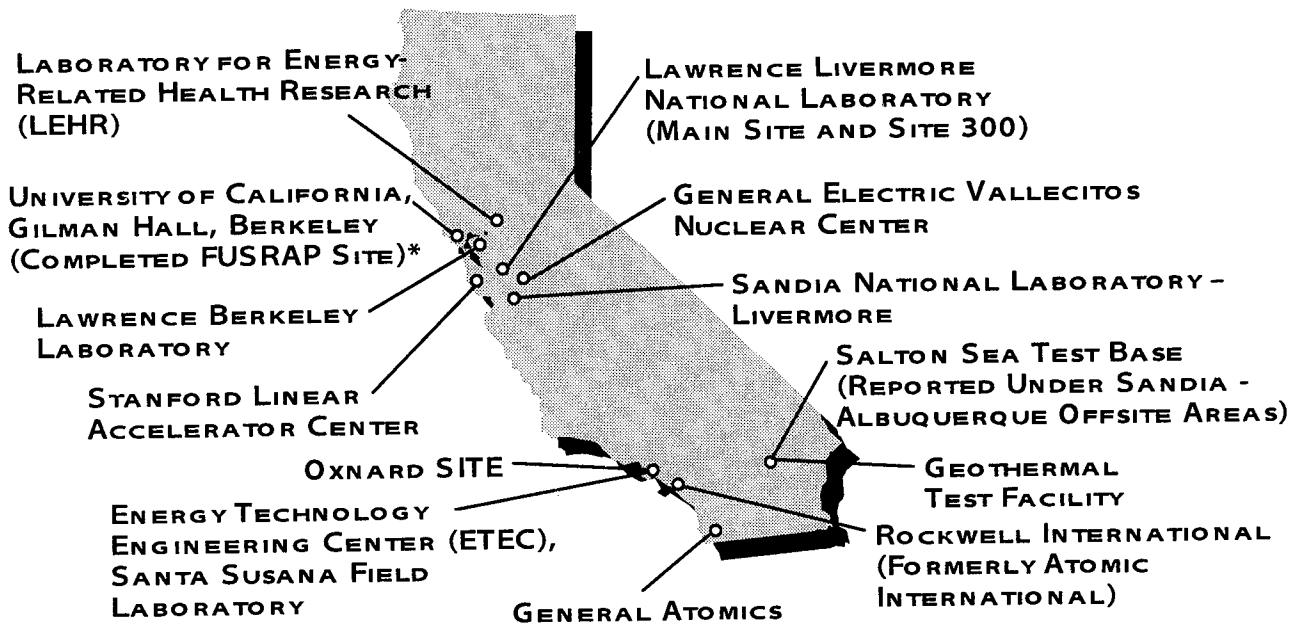 LABORATORY FOR ENERGY-
RELATED HEALTH RESEARCH
(LEHR)
UNIVERSITY OF CALIFORNIA,
GILMAN HALL, BERKELEY
(COMPLETED FUSRAP SITE)*
LAWRENCE BERKELEY
LABORATORY
STANFORD LINEAR
ACCELERATOR CENTER
OXNARD SITE
ENERGY TECHNOLOGY
ENGINEERING CENTER (ETEC),
SANTA SUSANA FIELD
LABORATORY
GENERAL ATOMICS
LAWRENCE LIVERMORE
NATIONAL LABORATORY
(MAIN SITE AND SITE 300)
GENERAL ELECTRIC VALLECITOS
NUCLEAR CENTER
SANDIA NATIONAL LABORATORY –
LIVERMORE
SALTON SEA TEST BASE
(REPORTED UNDER SANDIA -
ALBUQUERQUE OFFSITE AREAS)
GEOTHERMAL
TEST FACILITY
ROCKWELL INTERNATIONAL
(FORMERLY ATOMIC
INTERNATIONAL)